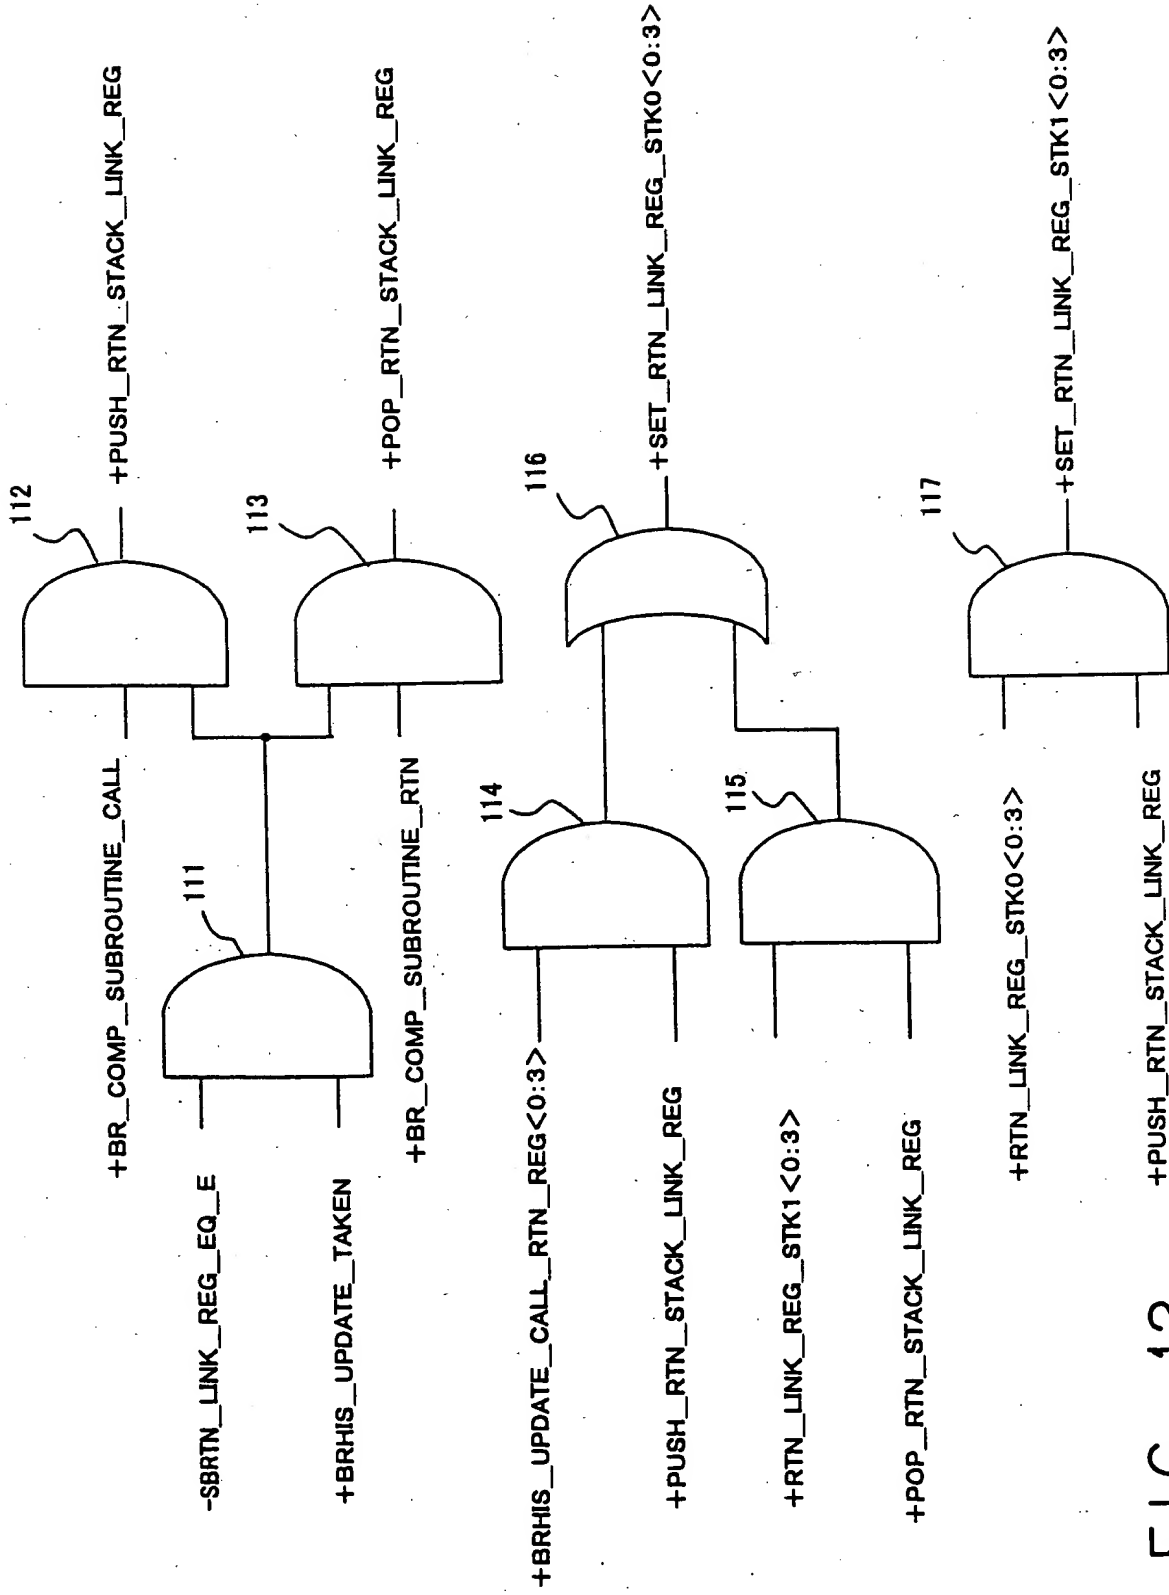 -SBRTN_LINK_REG_EQ_E
+BRHIS_UPDATE_TAKEN
111
+BR_COMP_SUBROUTINE_CALL
112
+PUSH_RTN_STACK_LINK_REG
+BR_COMP_SUBROUTINE_RTN
113
+POP_RTN_STACK_LINK_REG
+BRHIS_UPDATE_CALL_RTN_REG<0:3>
+PUSH_RTN_STACK_LINK_REG
114
+RTN_LINK_REG_STK1<0:3>
+POP_RTN_STACK_LINK_REG
115
116
+SET_RTN_LINK_REG_STK0<0:3>
+RTN_LINK_REG_STK0<0:3>
+PUSH_RTN_STACK_LINK_REG
117
+SET_RTN_LINK_REG_STK1<0:3>